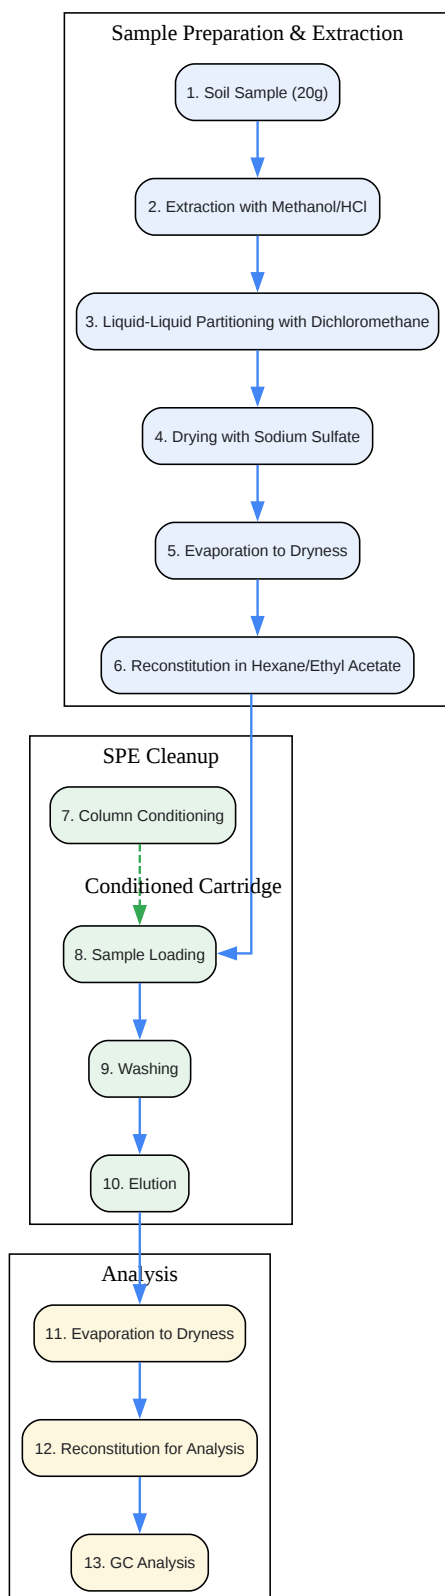 Sample Preparation & Extraction
1. Soil Sample (20g)
2. Extraction with Methanol/HCl
3. Liquid-Liquid Partitioning with Dichloromethane
4. Drying with Sodium Sulfate
5. Evaporation to Dryness
6. Reconstitution in Hexane/Ethyl Acetate
SPE Cleanup
7. Column Conditioning
Conditioned Cartridge
8. Sample Loading
9. Washing
10. Elution
Analysis
11. Evaporation to Dryness
12. Reconstitution for Analysis
13. GC Analysis